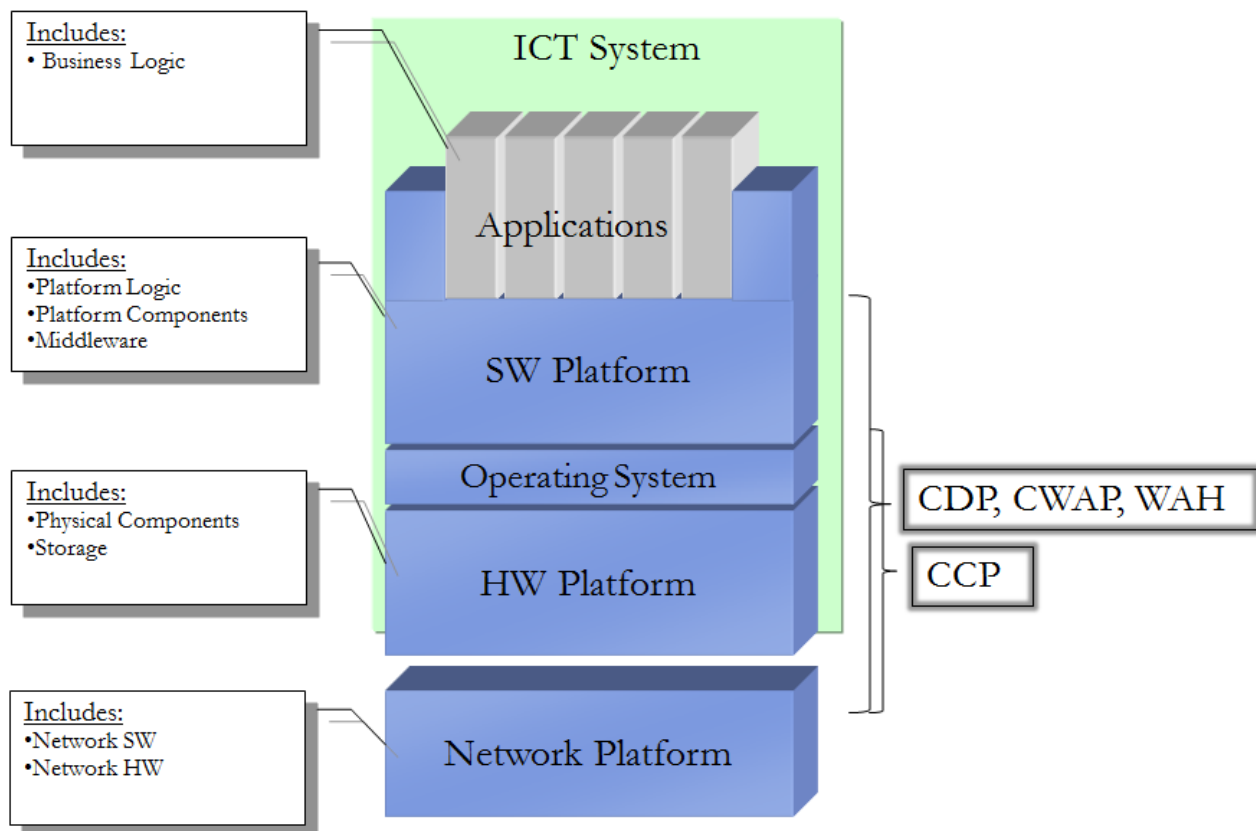 Includes:
• Business Logic
ICT System
Applications
Includes:
•Platform Logic
•Platform Components
•Middleware
SW Platform
Operating System
Includes:
•Physical Components
•Storage
HW Platform
CDP, CWAP, WAH
CCP
Includes:
•Network SW
•Network HW
Network Platform